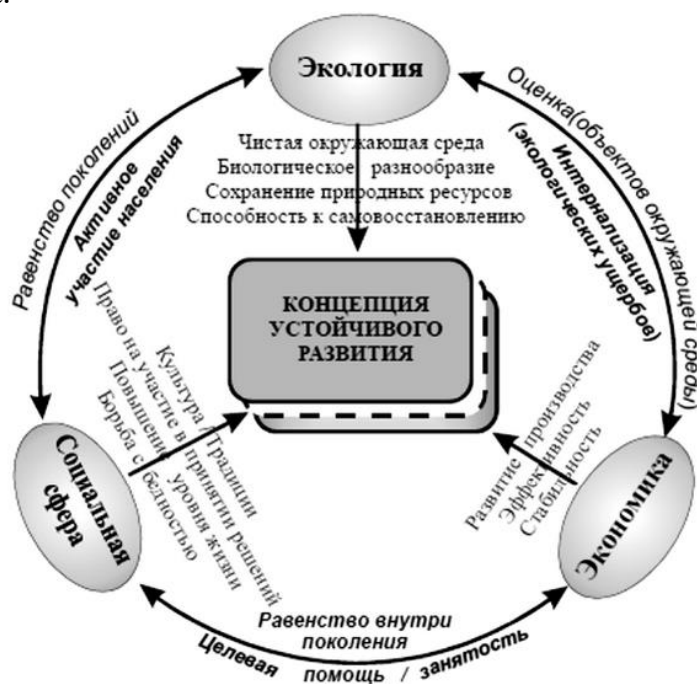 Экология
Чистая окружающая среда
Биологическое разнообразие
Сохранение природных ресурсов
Способность к самовосстановлению
Равенство поколений
Активное
участие населения
Оценка(объектов окружающей среды)
Интернализация
(экологических ущербов)
КОНЦЕПЦИЯ
УСТОЙЧИВОГО
РАЗВИТИЯ
Культура / Традиции
Право на участие в принятии решений
Повышение уровня жизни
Борьба с бедностью
Развитие производства
Эффективность
Стабильность
Социальная
сфера
Экономика
Равенство внутри
поколения
Целевая помощь / занятость